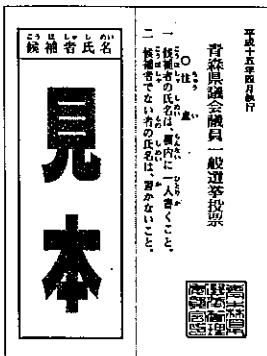 平成十五年四月執行
青森県議会議員一般選挙投票
○注意
一 候補者の氏名は、欄内に一人書くこと。
二 候補者でない者の氏名は、書かないこと。
候補者氏名
見本